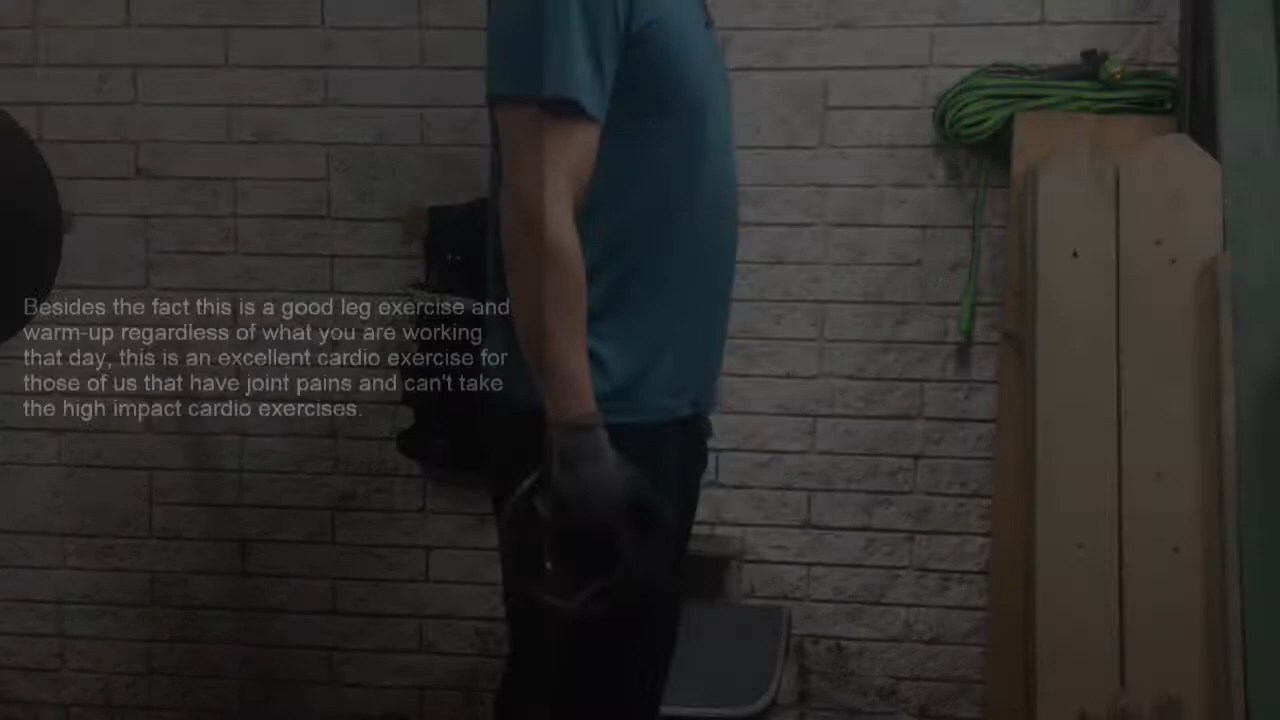 Besides the fact this is a good leg exercise and
warm-up regardless of what you are working
that day, this is an excellent cardio exercise for
those of us that have joint pains and can't take
the high impact cardio exercises.